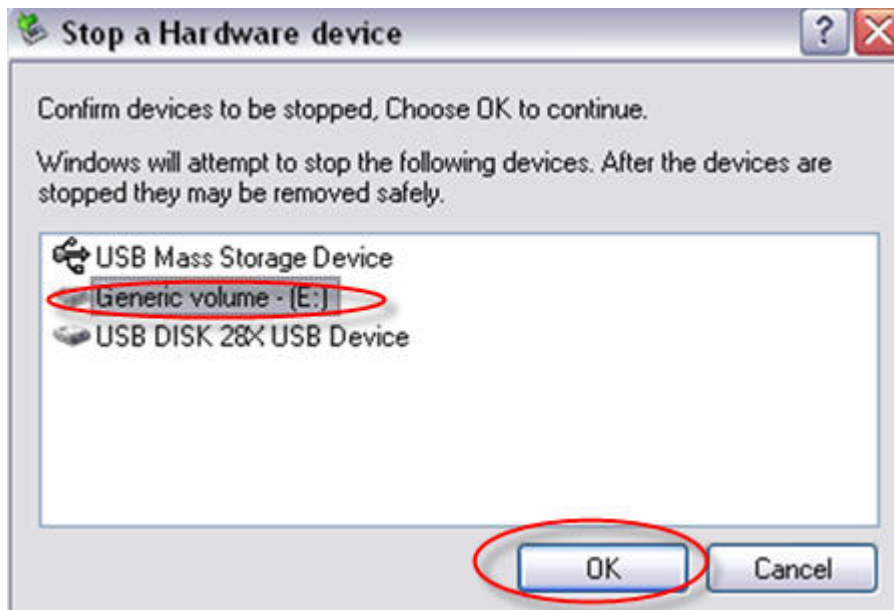 Stop a Hardware device
?
Confirm devices to be stopped, Choose OK to continue.
Windows will attempt to stop the following devices. After the devices are
stopped they may be removed safely.
USB Mass Storage Device
Generic volume - (E:)
USB DISK 28X USB Device
OK
Cancel